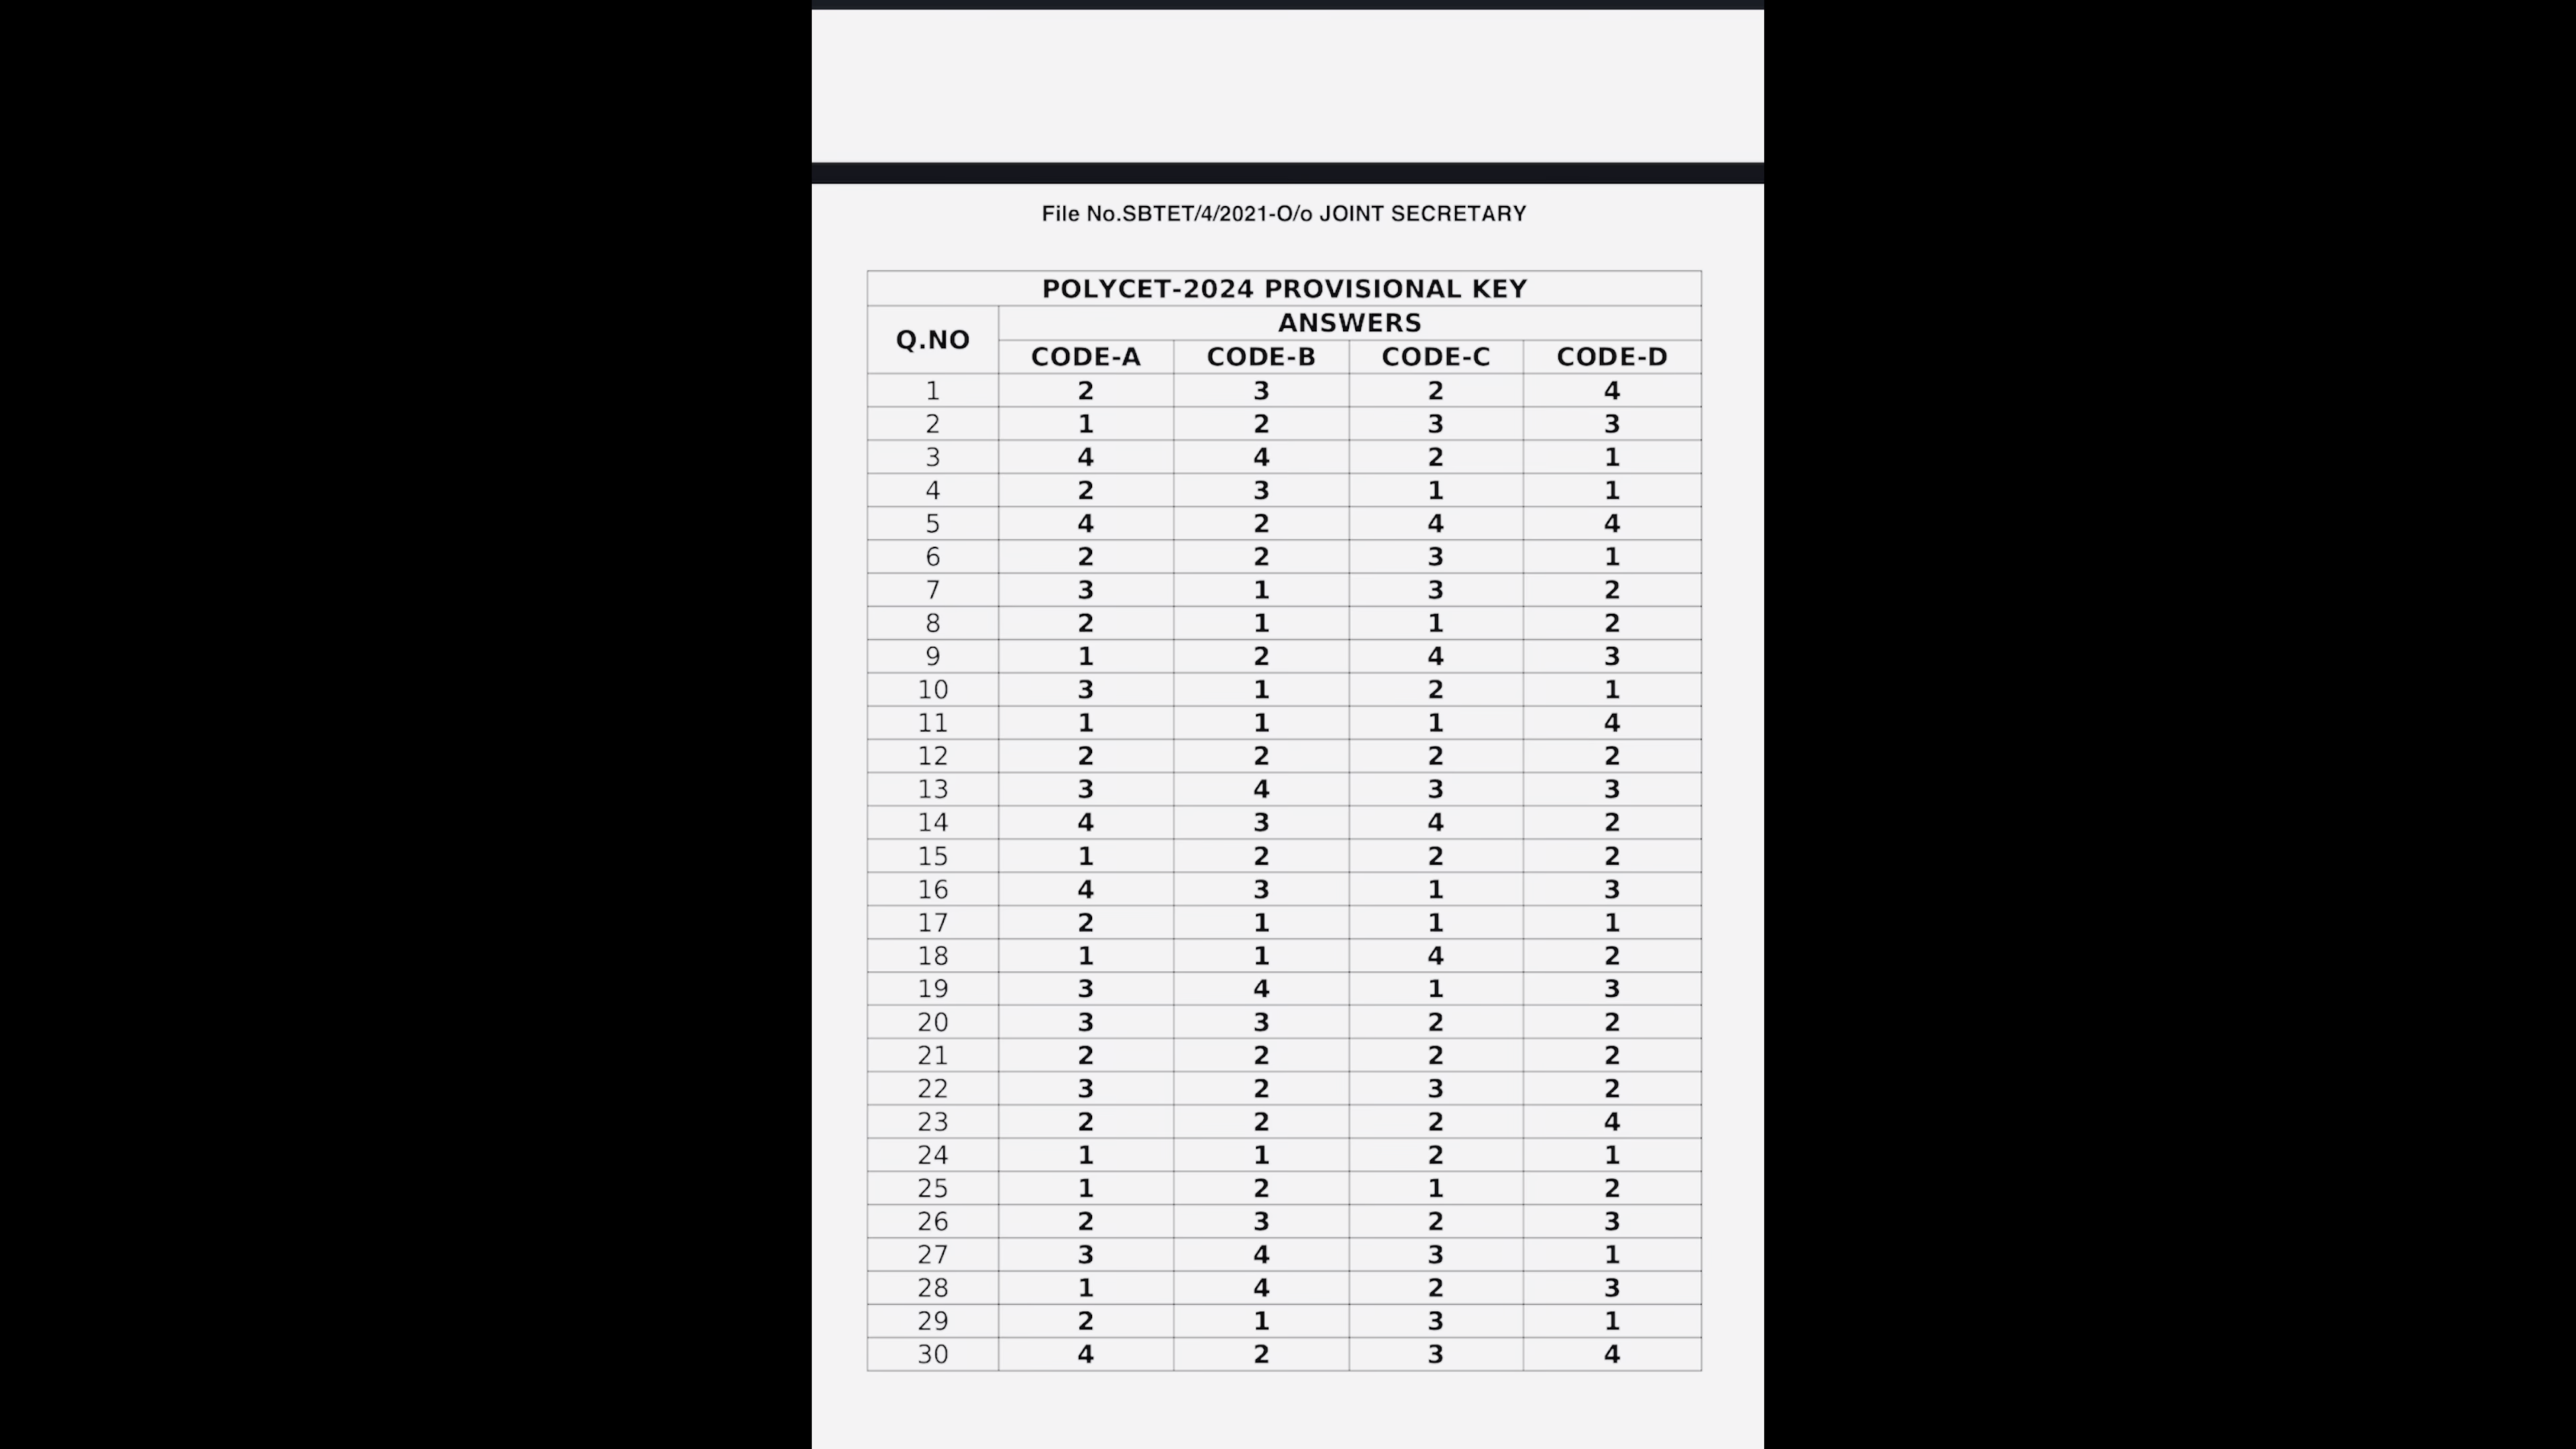 File No.SBTET/4/2021-O/o JOINT SECRETARY
POLYCET-2024 PROVISIONAL KEY
Q.NO ANSWERS
CODE-A CODE-B CODE-C CODE-D
1 2 3 2 4
2 1 2 3 3
3 4 4 2 1
4 2 3 1 1
5 4 2 4 4
6 2 2 3 1
7 3 1 3 2
8 2 1 1 2
9 1 2 4 3
10 3 1 2 1
11 1 1 1 4
12 2 2 2 2
13 3 4 3 3
14 4 3 4 2
15 1 2 2 2
16 4 3 1 3
17 2 1 1 1
18 1 1 4 2
19 3 4 1 3
20 3 3 2 2
21 2 2 2 2
22 3 2 3 2
23 2 2 2 4
24 1 1 2 1
25 1 2 1 2
26 2 3 2 3
27 3 4 3 1
28 1 4 2 3
29 2 1 3 1
30 4 2 3 4